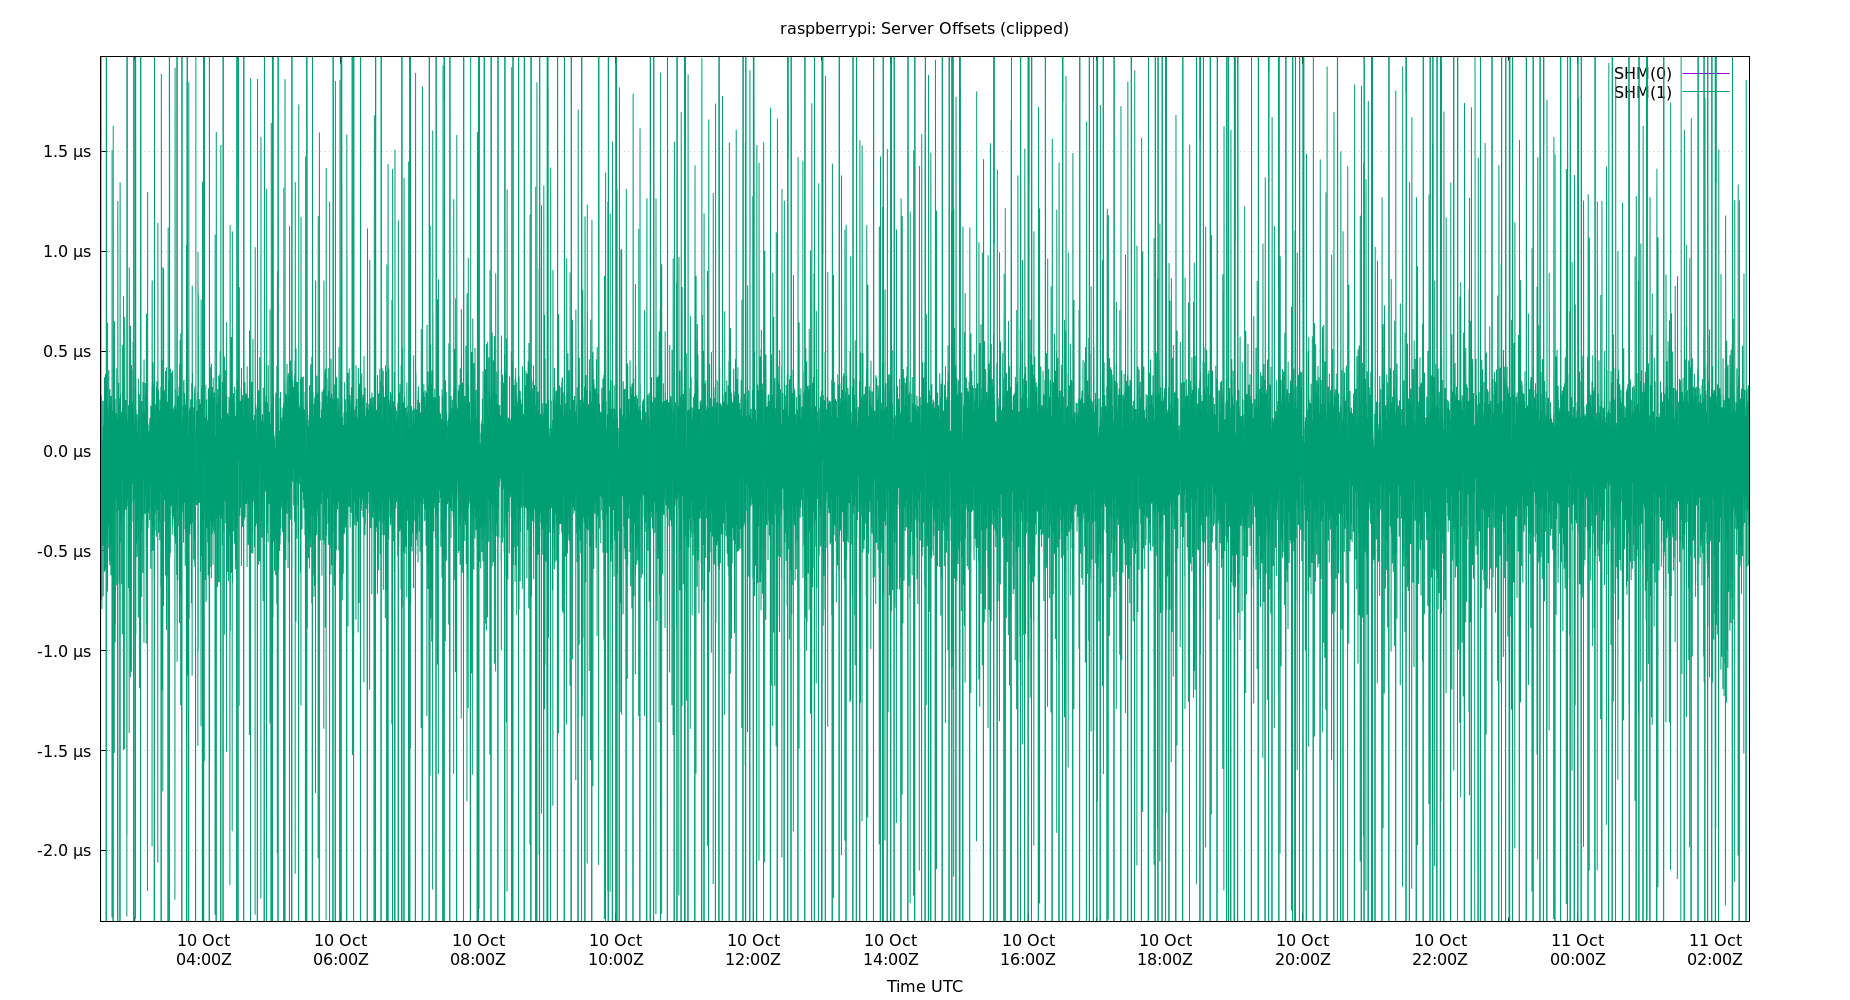 raspberrypi: Server Offsets (clipped)
SHM(0)
SHM(1)
1.5 µs
1.0 µs
0.5 µs
0.0 µs
-0.5 µs
-1.0 µs
-1.5 µs
-2.0 µs
10 Oct 10 Oct 10 Oct 10 Oct 10 Oct 10 Oct 10 Oct 10 Oct 10 Oct 10 Oct 11 Oct 11 Oct
04:00Z 06:00Z 08:00Z 10:00Z 12:00Z 14:00Z 16:00Z 18:00Z 20:00Z 22:00Z 00:00Z 02:00Z
Time UTC